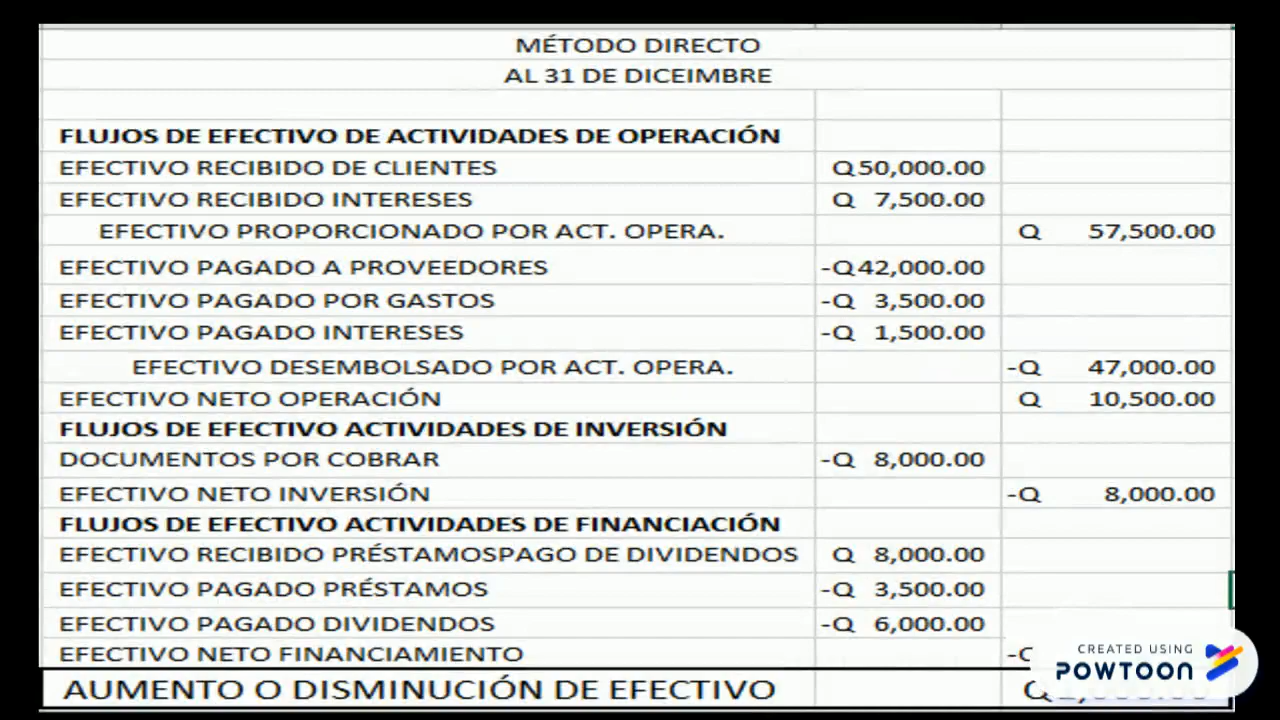 MÉTODO DIRECTO
AL 31 DE DICEIMBRE
FLUJOS DE EFECTIVO DE ACTIVIDADES DE OPERACIÓN
EFECTIVO RECIBIDO DE CLIENTES Q50,000.00
EFECTIVO RECIBIDO INTERESES Q 7,500.00
EFECTIVO PROPORCIONADO POR ACT. OPERA. Q 57,500.00
EFECTIVO PAGADO A PROVEEDORES -Q42,000.00
EFECTIVO PAGADO POR GASTOS -Q 3,500.00
EFECTIVO PAGADO INTERESES -Q 1,500.00
EFECTIVO DESEMBOLSADO POR ACT. OPERA. -Q 47,000.00
EFECTIVO NETO OPERACIÓN Q 10,500.00
FLUJOS DE EFECTIVO ACTIVIDADES DE INVERSIÓN
DOCUMENTOS POR COBRAR -Q 8,000.00
EFECTIVO NETO INVERSIÓN -Q 8,000.00
FLUJOS DE EFECTIVO ACTIVIDADES DE FINANCIACIÓN
EFECTIVO RECIBIDO PRÉSTAMOSPAGO DE DIVIDENDOS Q 8,000.00
EFECTIVO PAGADO PRÉSTAMOS -Q 3,500.00
EFECTIVO PAGADO DIVIDENDOS -Q 6,000.00
EFECTIVO NETO FINANCIAMIENTO
AUMENTO O DISMINUCIÓN DE EFECTIVO Q
CREATED USING
POWTOON